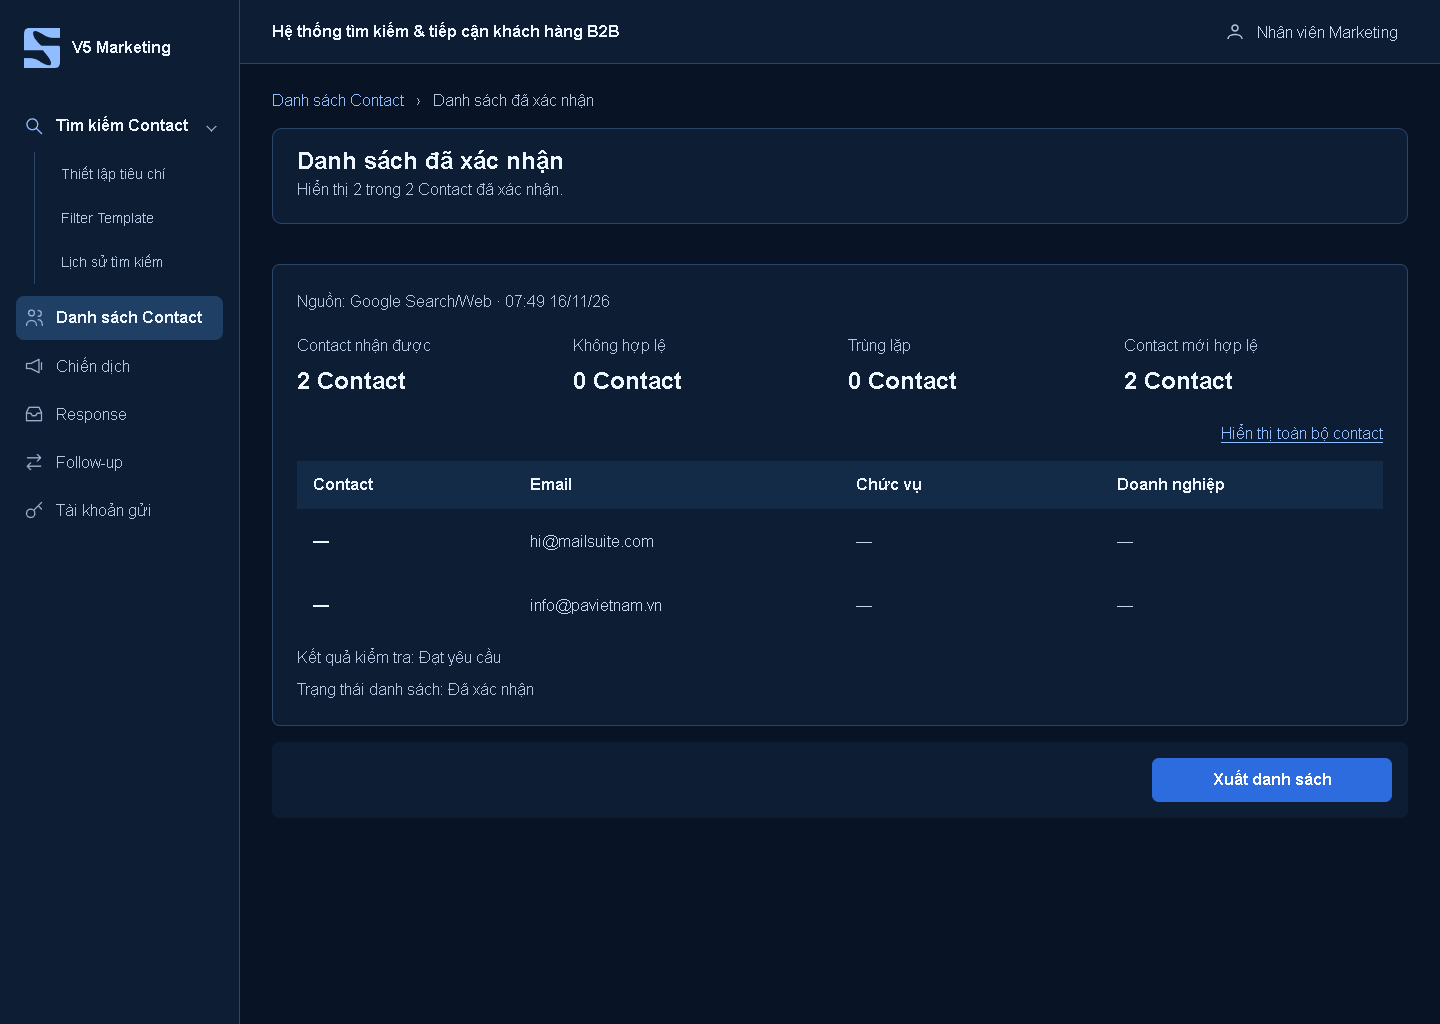 V5 Marketing
Hệ thống tìm kiếm & tiếp cận khách hàng B2B
Nhân viên Marketing
Tìm kiếm Contact
Thiết lập tiêu chí
Filter Template
Lịch sử tìm kiếm
Danh sách Contact
Chiến dịch
Response
Follow-up
Tài khoản gửi
Danh sách Contact › Danh sách đã xác nhận
Danh sách đã xác nhận
Hiển thị 2 trong 2 Contact đã xác nhận.
Nguồn: Google Search/Web · 07:49 16/11/26
Contact nhận được Không hợp lệ Trùng lặp Contact mới hợp lệ
2 Contact 0 Contact 0 Contact 2 Contact
Hiển thị toàn bộ contact
Contact Email Chức vụ Doanh nghiệp
— hi@mailsuite.com — —
— info@pavietnam.vn — —
Kết quả kiểm tra: Đạt yêu cầu
Trạng thái danh sách: Đã xác nhận
Xuất danh sách